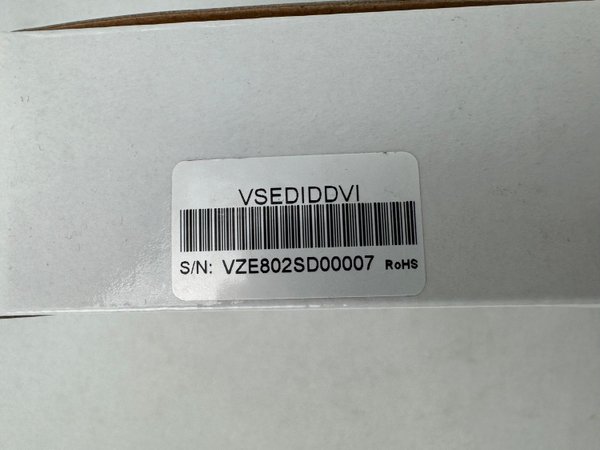 VSEDIDDVI
S/N: VZE802SD00007 RoHS